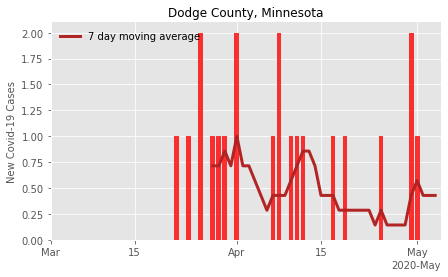 Dodge County, Minnesota
7 day moving average
New Covid-19 Cases
2.00
1.75
1.50
1.25
1.00
0.75
0.50
0.25
0.00
Mar
15
Apr
15
May
2020-May